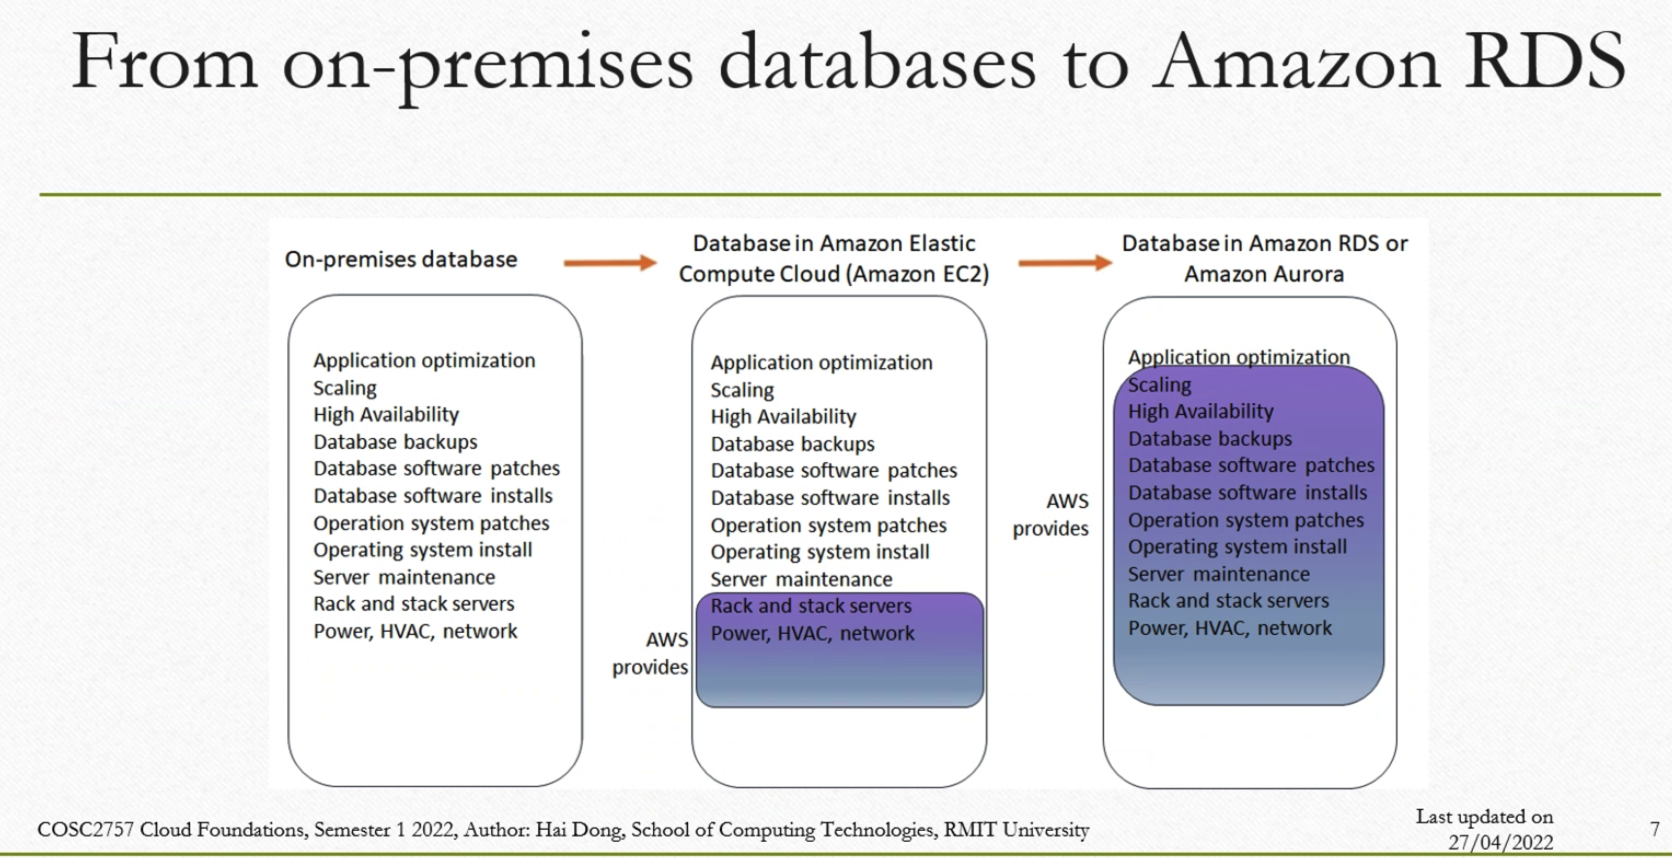 From on-premises databases to Amazon RDS
On-premises database
Application optimization
Scaling
High Availability
Database backups
Database software patches
Database software installs
Operation system patches
Operating system install
Server maintenance
Rack and stack servers
Power, HVAC, network
Database in Amazon Elastic
Compute Cloud (Amazon EC2)
Application optimization
Scaling
High Availability
Database backups
Database software patches
Database software installs
Operation system patches
Operating system install
Server maintenance
Rack and stack servers
Power, HVAC, network
AWS
provides
Database in Amazon RDS or
Amazon Aurora
Application optimization
Scaling
High Availability
Database backups
Database software patches
Database software installs
Operation system patches
Operating system install
Server maintenance
Rack and stack servers
Power, HVAC, network
AWS
provides
COSC2757 Cloud Foundations, Semester 1 2022, Author: Hai Dong, School of Computing Technologies, RMIT University
Last updated on
27/04/2022
7